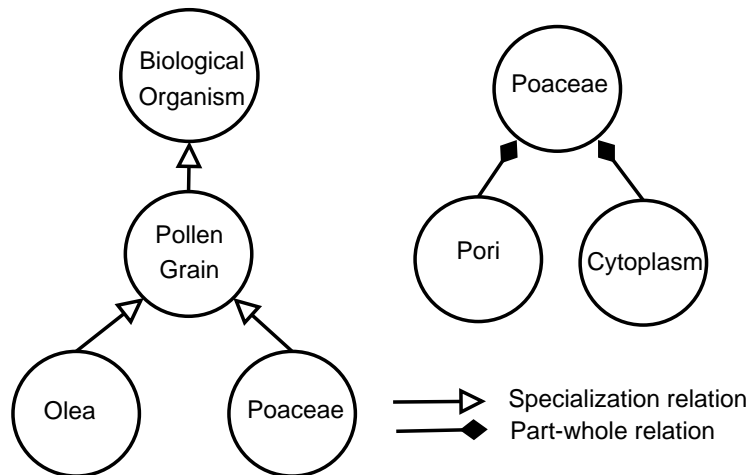 Biological
Organism
Poaceae
Pollen
Grain
Pori
Cytoplasm
Olea
Poaceae
Specialization relation
Part-whole relation